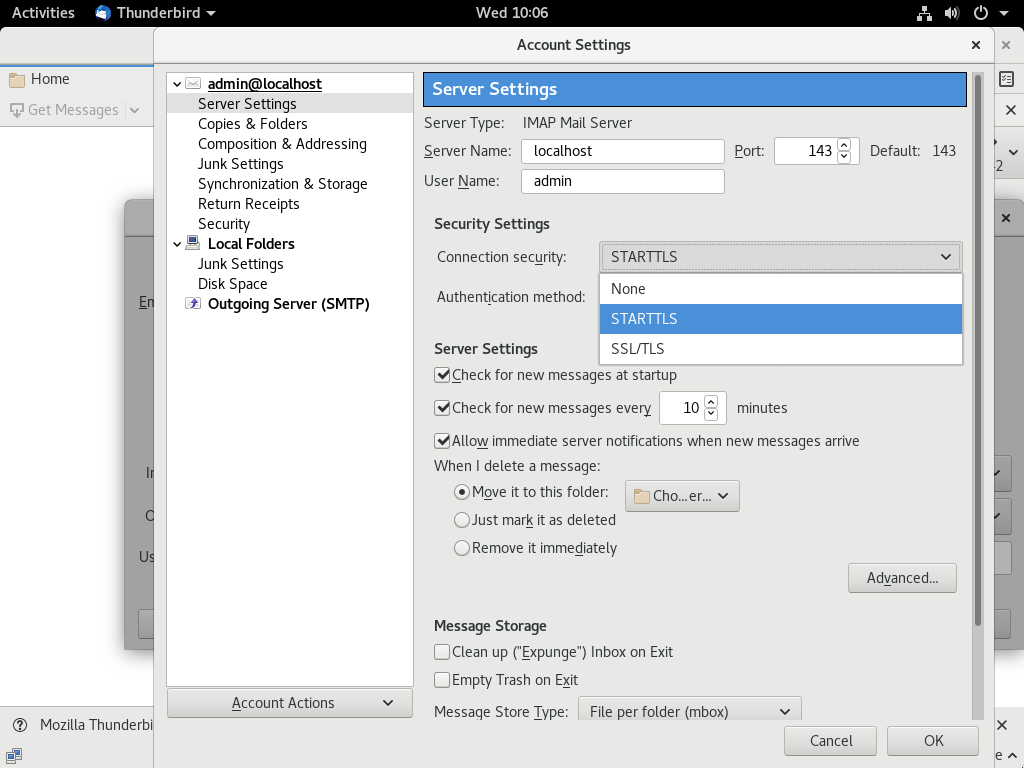 Activities Thunderbird Wed 10:06
Account Settings
Home
Get Messages
admin@localhost
Server Settings
Copies & Folders
Composition & Addressing
Junk Settings
Synchronization & Storage
Return Receipts
Security
Local Folders
Junk Settings
Disk Space
Outgoing Server (SMTP)
Account Actions
Server Settings
Server Type: IMAP Mail Server
Server Name: localhost Port: 143 Default: 143
User Name: admin
Security Settings
Connection security: STARTTLS
None
Authentication method:
STARTTLS
SSL/TLS
Server Settings
Check for new messages at startup
Check for new messages every 10 minutes
Allow immediate server notifications when new messages arrive
When I delete a message:
Move it to this folder: Cho...er...
Just mark it as deleted
Remove it immediately
Advanced...
Message Storage
Clean up ("Expunge") Inbox on Exit
Empty Trash on Exit
Message Store Type: File per folder (mbox)
Cancel OK
Mozilla Thunderbi